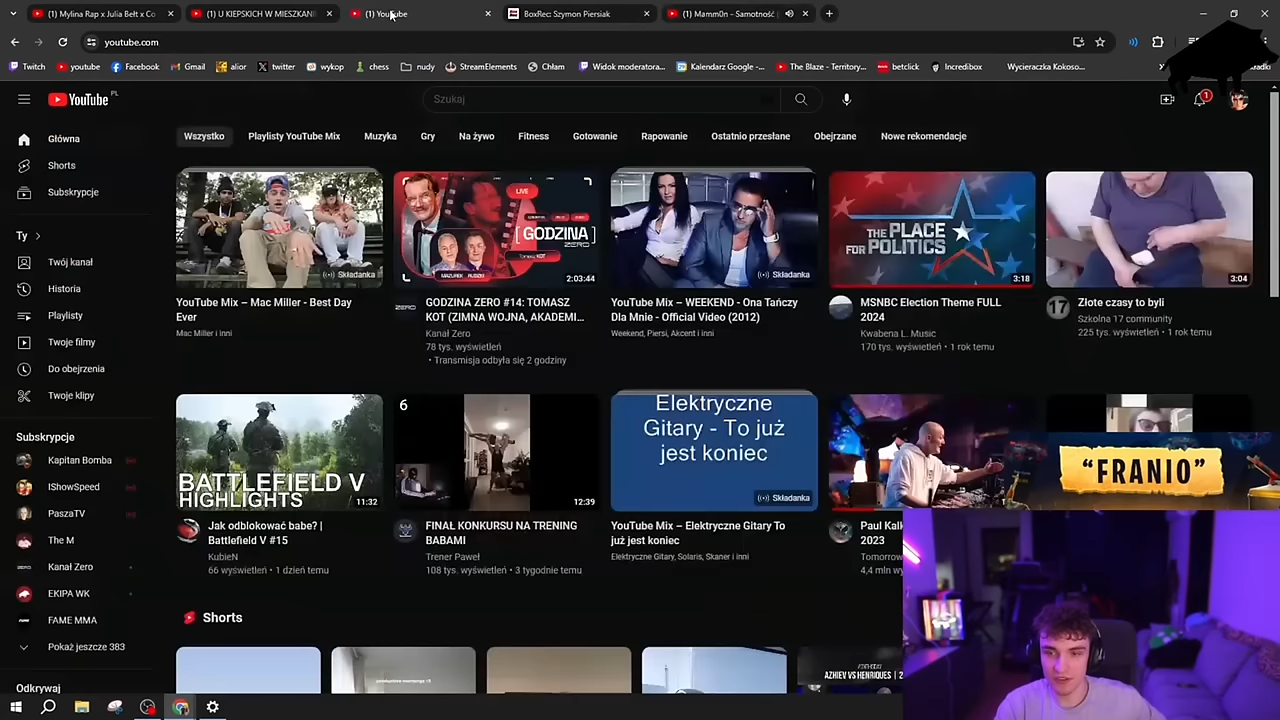 (1) Mylina Rap x Julia Bełt x Co
(1) U KIEPSKICH W MIESZKANI
(1) YouTube
BoxRec: Szymon Piersiak
(1) Mamm0n – Samotność
youtube.com
Twitch
youtube
Facebook
Gmail
alior
twitter
wykop
chess
nudy
StreamElements
Chłam
Widok moderatora...
Kalendarz Google -...
The Blaze - Territory...
betclick
Incredibox
Wycieraczka Kokoso...
YouTube PL
Szukaj
1
Wszystko
Playlisty YouTube Mix
Muzyka
Gry
Na żywo
Fitness
Gotowanie
Rapowanie
Ostatnio przesłane
Obejrzane
Nowe rekomendacje
Główna
Shorts
Subskrypcje
Ty
Twój kanał
Historia
Playlisty
Twoje filmy
Do obejrzenia
Twoje klipy
Subskrypcje
Kapitan Bomba
IShowSpeed
PaszaTV
The M
Kanał Zero
EKIPA WK
FAME MMA
Pokaż jeszcze 383
Odkrywaj
Składanka
YouTube Mix – Mac Miller - Best Day
Ever
Mac Miller i inni
LIVE
[ GODZINA
ZERO ]
MAZUREK
2:03:44
GODZINA ZERO #14: TOMASZ
KOT (ZIMNA WOJNA, AKADEMI...
Kanał Zero
78 tys. wyświetleń
• Transmisja odbyła się 2 godziny
Składanka
YouTube Mix – WEEKEND - Ona Tańczy
Dla Mnie - Official Video (2012)
Weekend, Piersi, Akcent i inni
THE PLACE
FOR POLITICS
3:18
MSNBC Election Theme FULL
2024
Kwabena L. Music
170 tys. wyświetleń • 1 rok temu
3:04
17
Złote czasy to byli
Szkolna 17 community
225 tys. wyświetleń • 1 rok temu
BATTLEFIELD V
HIGHLIGHTS
11:32
Jak odblokować babe? |
Battlefield V #15
KubieN
66 wyświetleń • 1 dzień temu
6
12:39
FINAŁ KONKURSU NA TRENING
BABAMI
Trener Paweł
108 tys. wyświetleń • 3 tygodnie temu
Elektryczne
Gitary - To już
jest koniec
Składanka
YouTube Mix – Elektryczne Gitary To
już jest koniec
Elektryczne Gitary, Solaris, Skaner i inni
Paul Kalk
2023
Tomorrow
4,4 mln wy
"FRANIO"
Shorts
AZHIEV VS HENRIQUES | 2